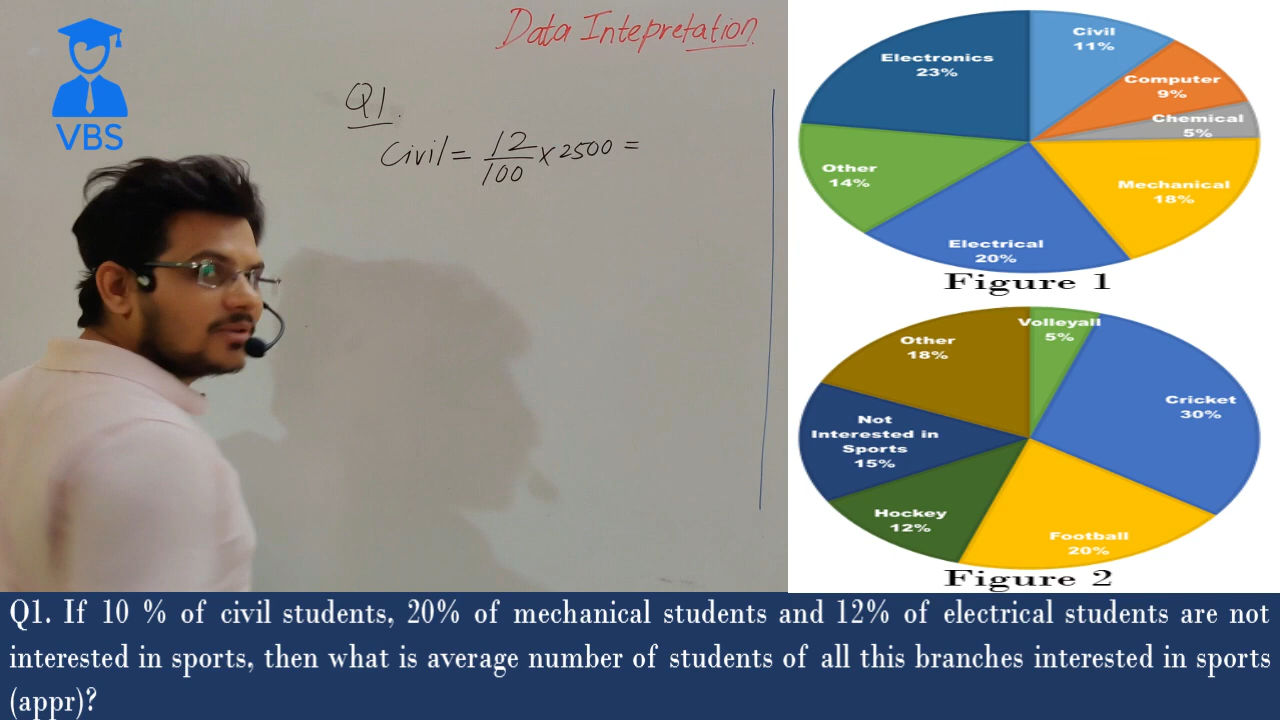 VBS
Data Intepretation.
Q1.
Civil = 12/100 x 2500 =
Electronics
23%
Civil
11%
Computer
9%
Chemical
5%
Mechanical
18%
Electrical
20%
Other
14%
Figure 1
Volleyall
5%
Cricket
30%
Football
20%
Hockey
12%
Not
Interested in
Sports
15%
Other
18%
Figure 2
Q1. If 10 % of civil students, 20% of mechanical students and 12% of electrical students are not
interested in sports, then what is average number of students of all this branches interested in sports
(appr)?